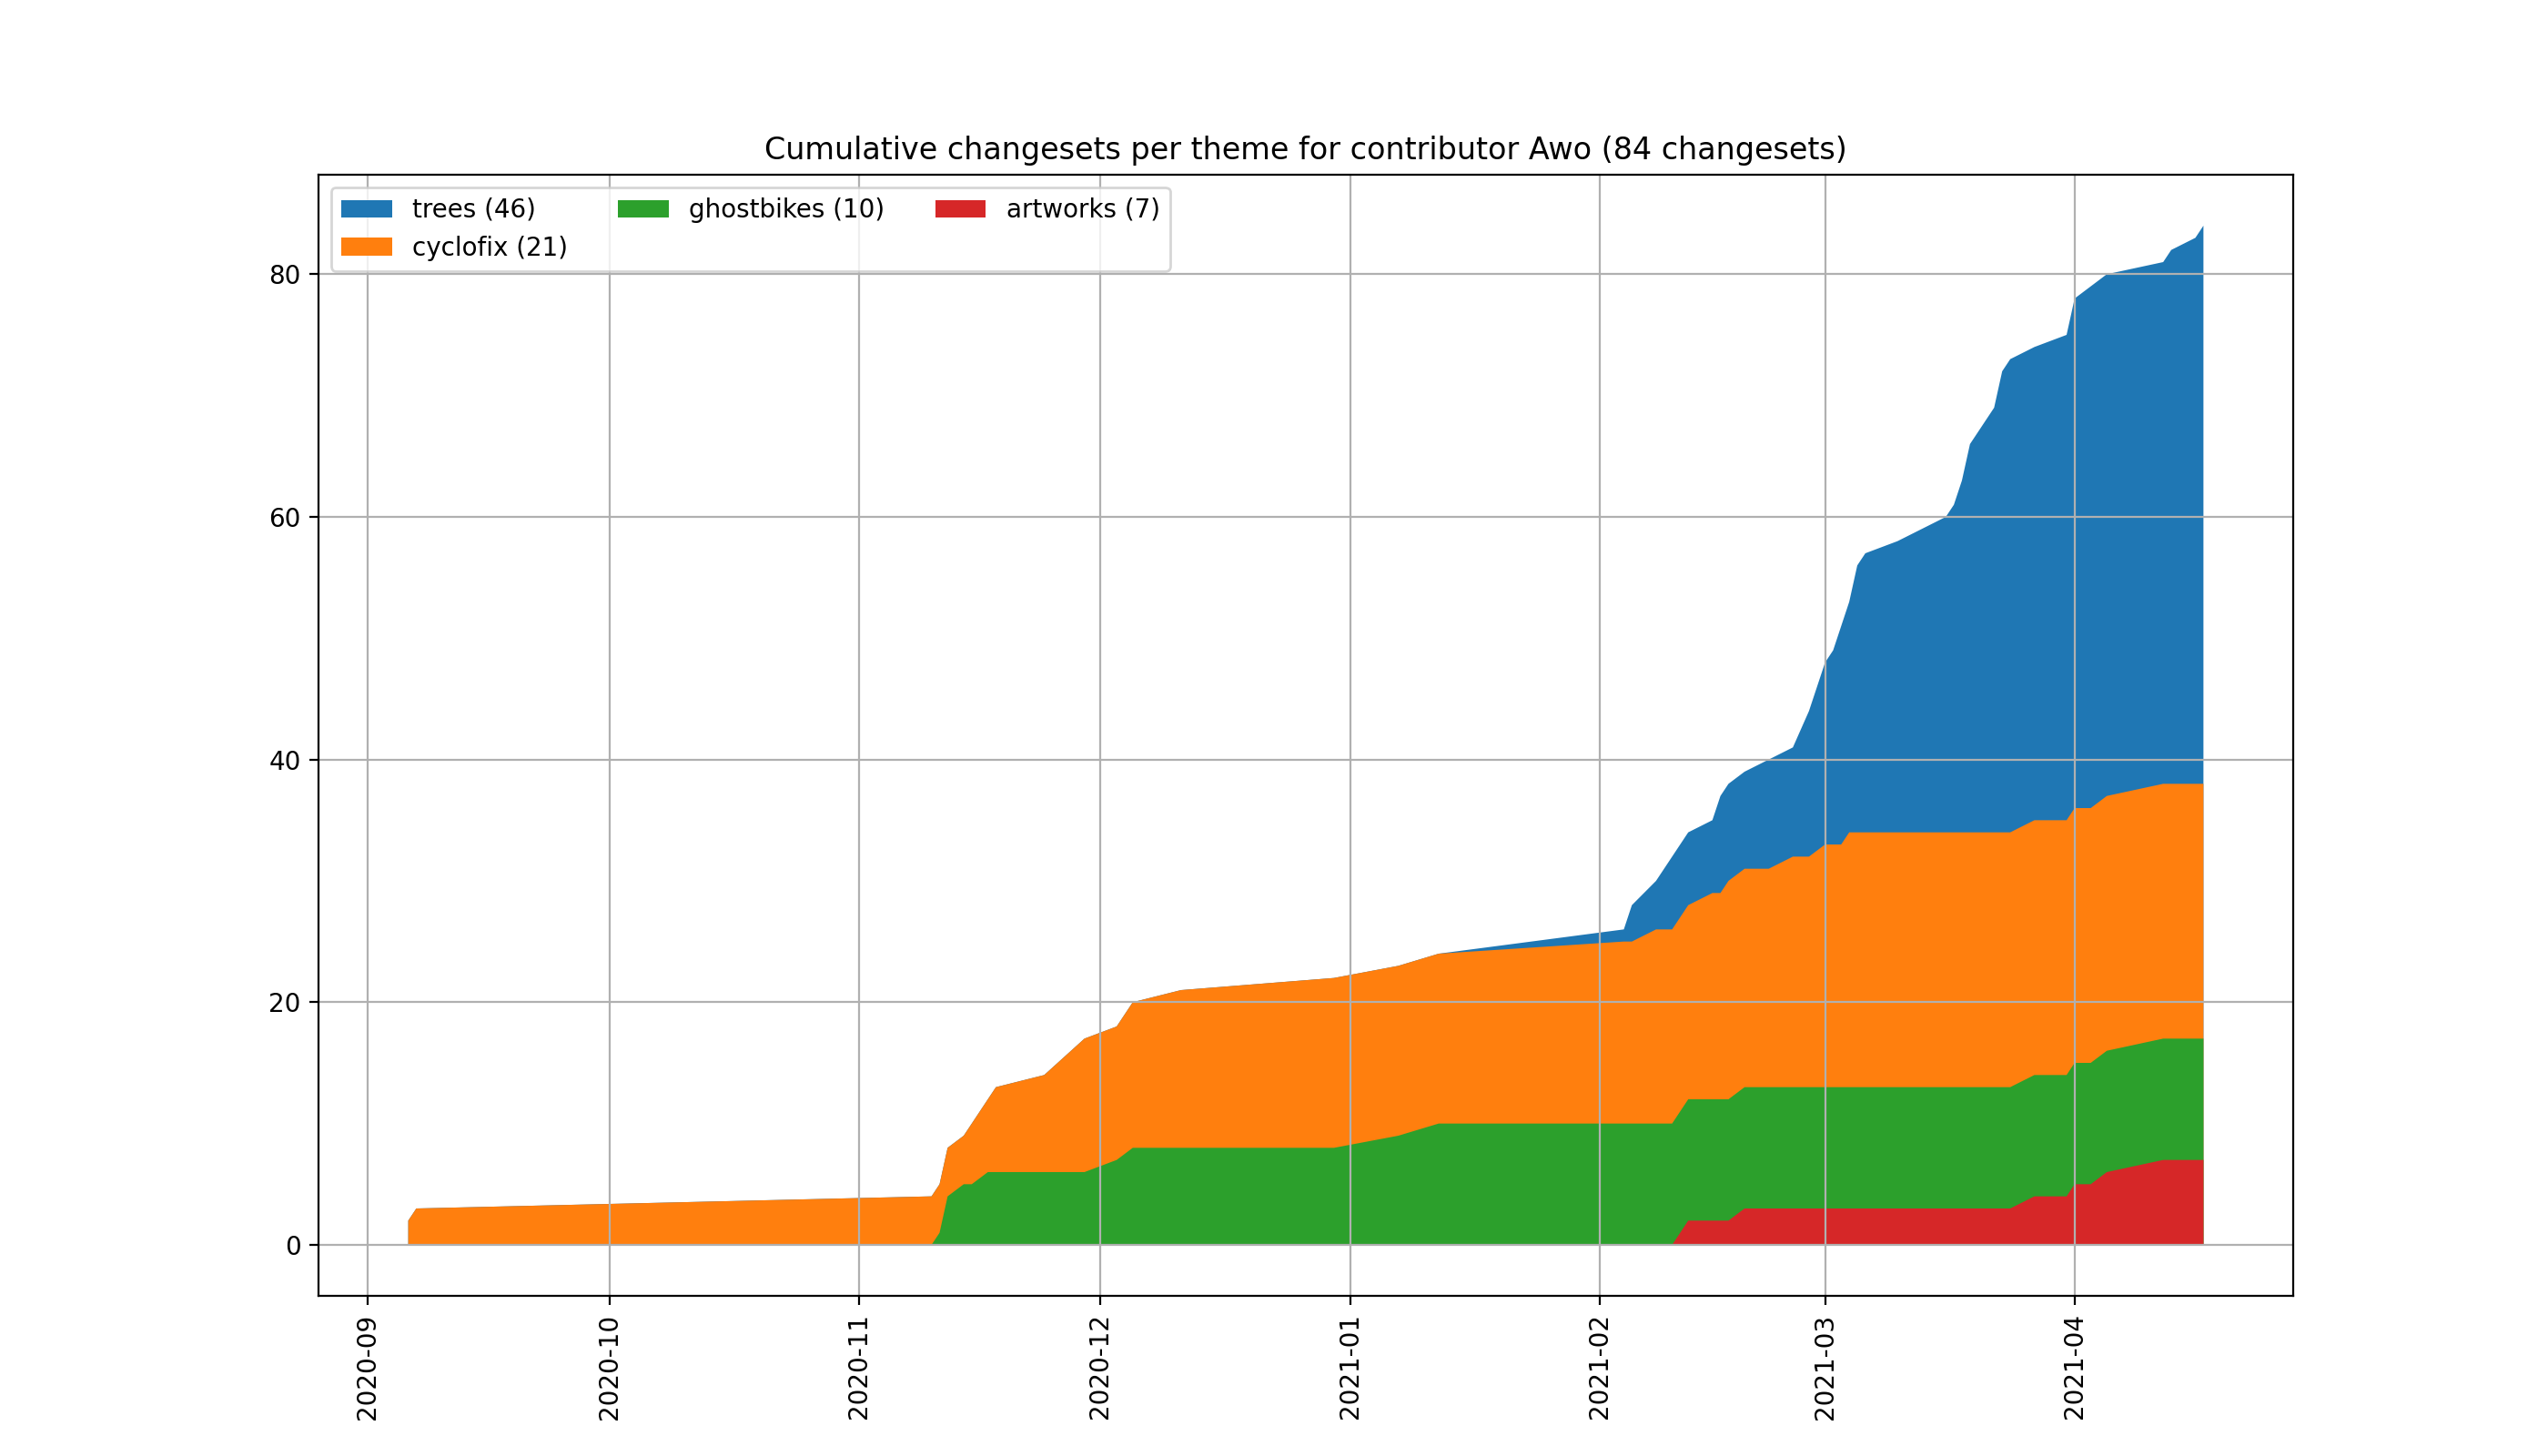 Cumulative changesets per theme for contributor Awo (84 changesets)
trees (46)
cyclofix (21)
ghostbikes (10)
artworks (7)
80
60
40
20
0
2020-09
2020-10
2020-11
2020-12
2021-01
2021-02
2021-03
2021-04